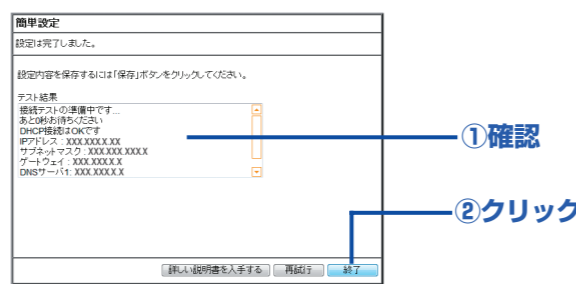 簡単設定
設定は完了しました。
設定内容を保存するには「保存」ボタンをクリックしてください。
テスト結果
接続テストの準備中です...
あと0秒お待ちください
DHCP接続はOKです
IPアドレス : XXX.XXX.X.XX
サブネットマスク : XXX.XXX.XXX.X
ゲートウェイ : XXX.XXX.X.X
DNSサーバ1: XXX.XXX.X.X
①確認
②クリック
詳しい説明書を入手する 再試行 終了